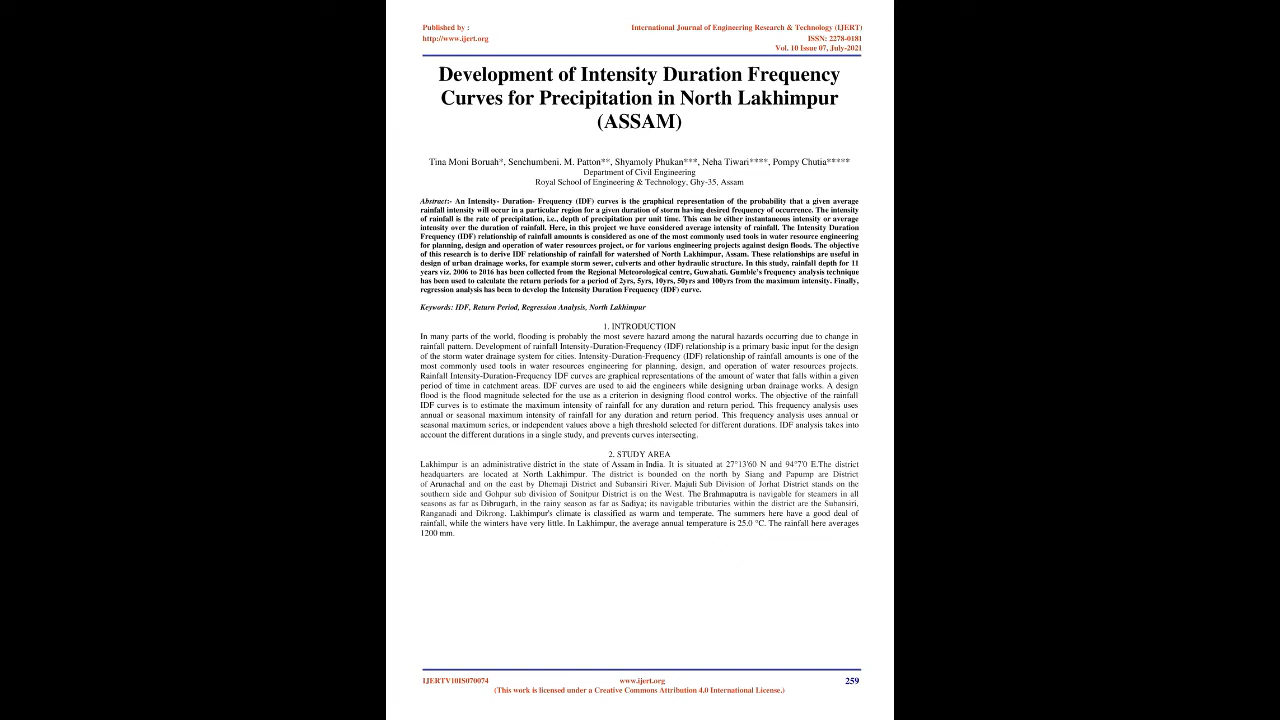 Published by :
http://www.ijert.org
International Journal of Engineering Research & Technology (IJERT)
ISSN: 2278-0181
Vol. 10 Issue 07, July-2021
Development of Intensity Duration Frequency
Curves for Precipitation in North Lakhimpur
(ASSAM)
Tina Moni Boruah*, Senchumbeni. M. Patton**, Shyamoly Phukan***, Neha Tiwari****, Pompy Chutia*****
Department of Civil Engineering
Royal School of Engineering & Technology, Ghy-35, Assam
Abstract:- An Intensity- Duration- Frequency (IDF) curves is the graphical representation of the probability that a given average
rainfall intensity will occur in a particular region for a given duration of storm having desired frequency of occurrence. The intensity
of rainfall is the rate of precipitation, i.e., depth of precipitation per unit time. This can be either instantaneous intensity or average
intensity over the duration of rainfall. Here, in this project we have considered average intensity of rainfall. The Intensity Duration
Frequency (IDF) relationship of rainfall amounts is considered as one of the most commonly used tools in water resource engineering
for planning, design and operation of water resources project, or for various engineering projects against design floods. The objective
of this research is to derive IDF relationship of rainfall for watershed of North Lakhimpur, Assam. These relationships are useful in
design of urban drainage works, for example storm sewer, culverts and other hydraulic structure. In this study, rainfall depth for 11
years viz. 2006 to 2016 has been collected from the Regional Meteorological centre, Guwahati. Gumble's frequency analysis technique
has been used to calculate the return periods for a period of 2yrs, 5yrs, 10yrs, 50yrs and 100yrs from the maximum intensity. Finally,
regression analysis has been to develop the Intensity Duration Frequency (IDF) curve.
Keywords: IDF, Return Period, Regression Analysis, North Lakhimpur
1. INTRODUCTION
In many parts of the world, flooding is probably the most severe hazard among the natural hazards occurring due to change in
rainfall pattern. Development of rainfall Intensity-Duration-Frequency (IDF) relationship is a primary basic input for the design
of the storm water drainage system for cities. Intensity-Duration-Frequency (IDF) relationship of rainfall amounts is one of the
most commonly used tools in water resources engineering for planning, design, and operation of water resources projects.
Rainfall Intensity-Duration-Frequency IDF curves are graphical representations of the amount of water that falls within a given
period of time in catchment areas. IDF curves are used to aid the engineers while designing urban drainage works. A design
flood is the flood magnitude selected for the use as a criterion in designing flood control works. The objective of the rainfall
IDF curves is to estimate the maximum intensity of rainfall for any duration and return period. This frequency analysis uses
annual or seasonal maximum intensity of rainfall for any duration and return period. This frequency analysis uses annual or
seasonal maximum series, or independent values above a high threshold selected for different durations. IDF analysis takes into
account the different durations in a single study, and prevents curves intersecting.
2. STUDY AREA
Lakhimpur is an administrative district in the state of Assam in India. It is situated at 27°13'60 N and 94°7'0 E.The district
headquarters are located at North Lakhimpur. The district is bounded on the north by Siang and Papump are District
of Arunachal and on the east by Dhemaji District and Subansiri River. Majuli Sub Division of Jorhat District stands on the
southern side and Gohpur sub division of Sonitpur District is on the West. The Brahmaputra is navigable for steamers in all
seasons as far as Dibrugarh, in the rainy season as far as Sadiya; its navigable tributaries within the district are the Subansiri,
Ranganadi and Dikrong. Lakhimpur's climate is classified as warm and temperate. The summers here have a good deal of
rainfall, while the winters have very little. In Lakhimpur, the average annual temperature is 25.0 °C. The rainfall here averages
1200 mm.
IJERTV10IS070074
www.ijert.org
259
(This work is licensed under a Creative Commons Attribution 4.0 International License.)